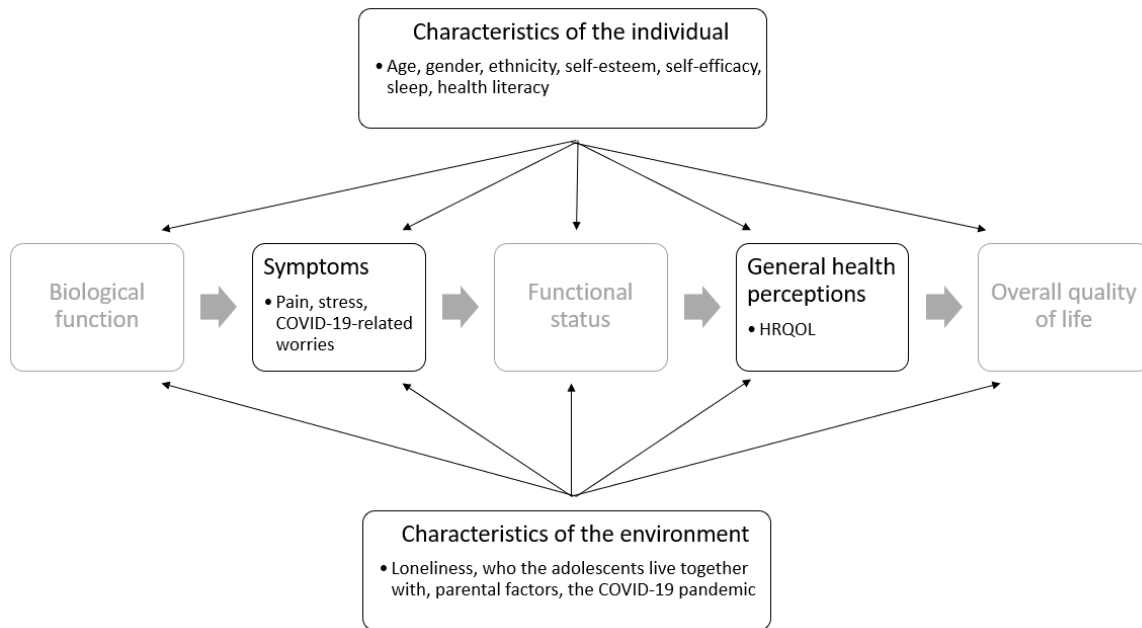 Characteristics of the individual
• Age, gender, ethnicity, self-esteem, self-efficacy,
sleep, health literacy
Biological
function
Symptoms
• Pain, stress,
COVID-19-related
worries
Functional
status
General health
perceptions
• HRQOL
Overall quality
of life
Characteristics of the environment
• Loneliness, who the adolescents live together
with, parental factors, the COVID-19 pandemic